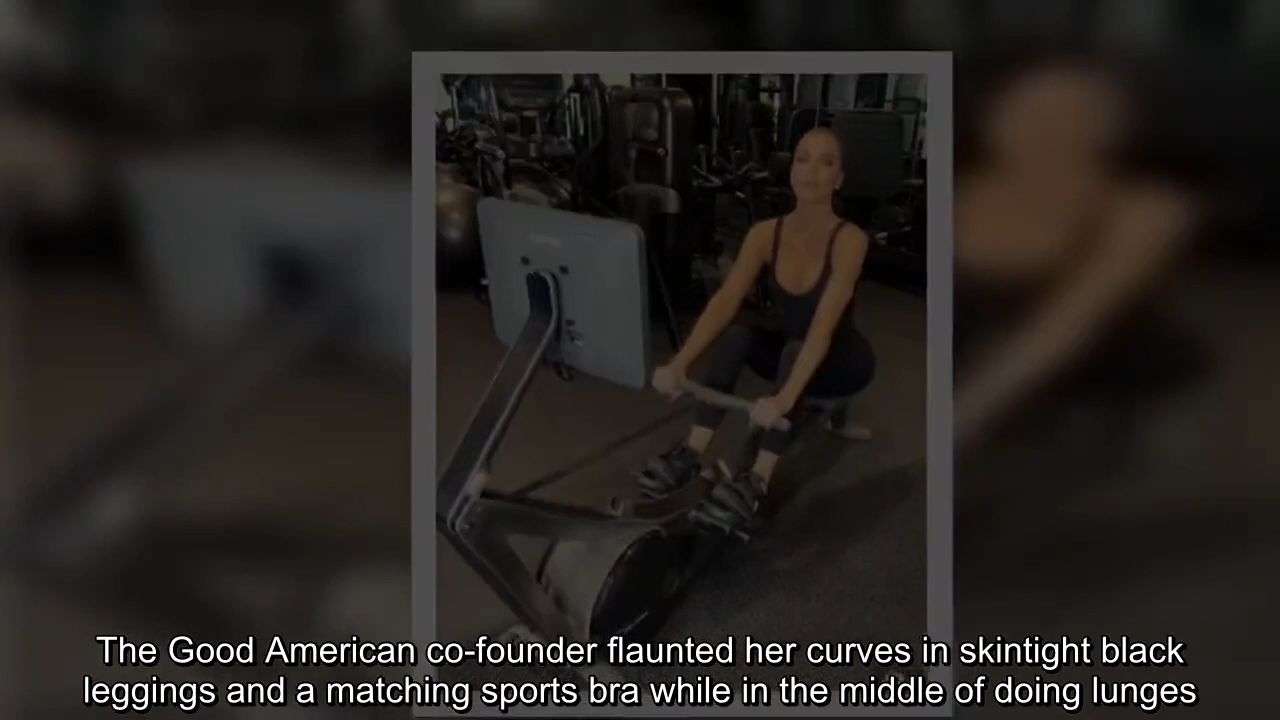 The Good American co-founder flaunted her curves in skintight black
leggings and a matching sports bra while in the middle of doing lunges